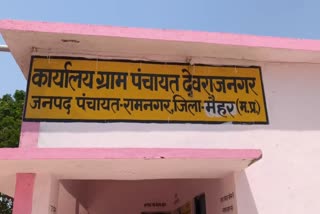 कार्यालय ग्राम पंचायत देवराजनगर
जनपद पंचायत-रामनगर, जिला-मैहर (म.प्र.)